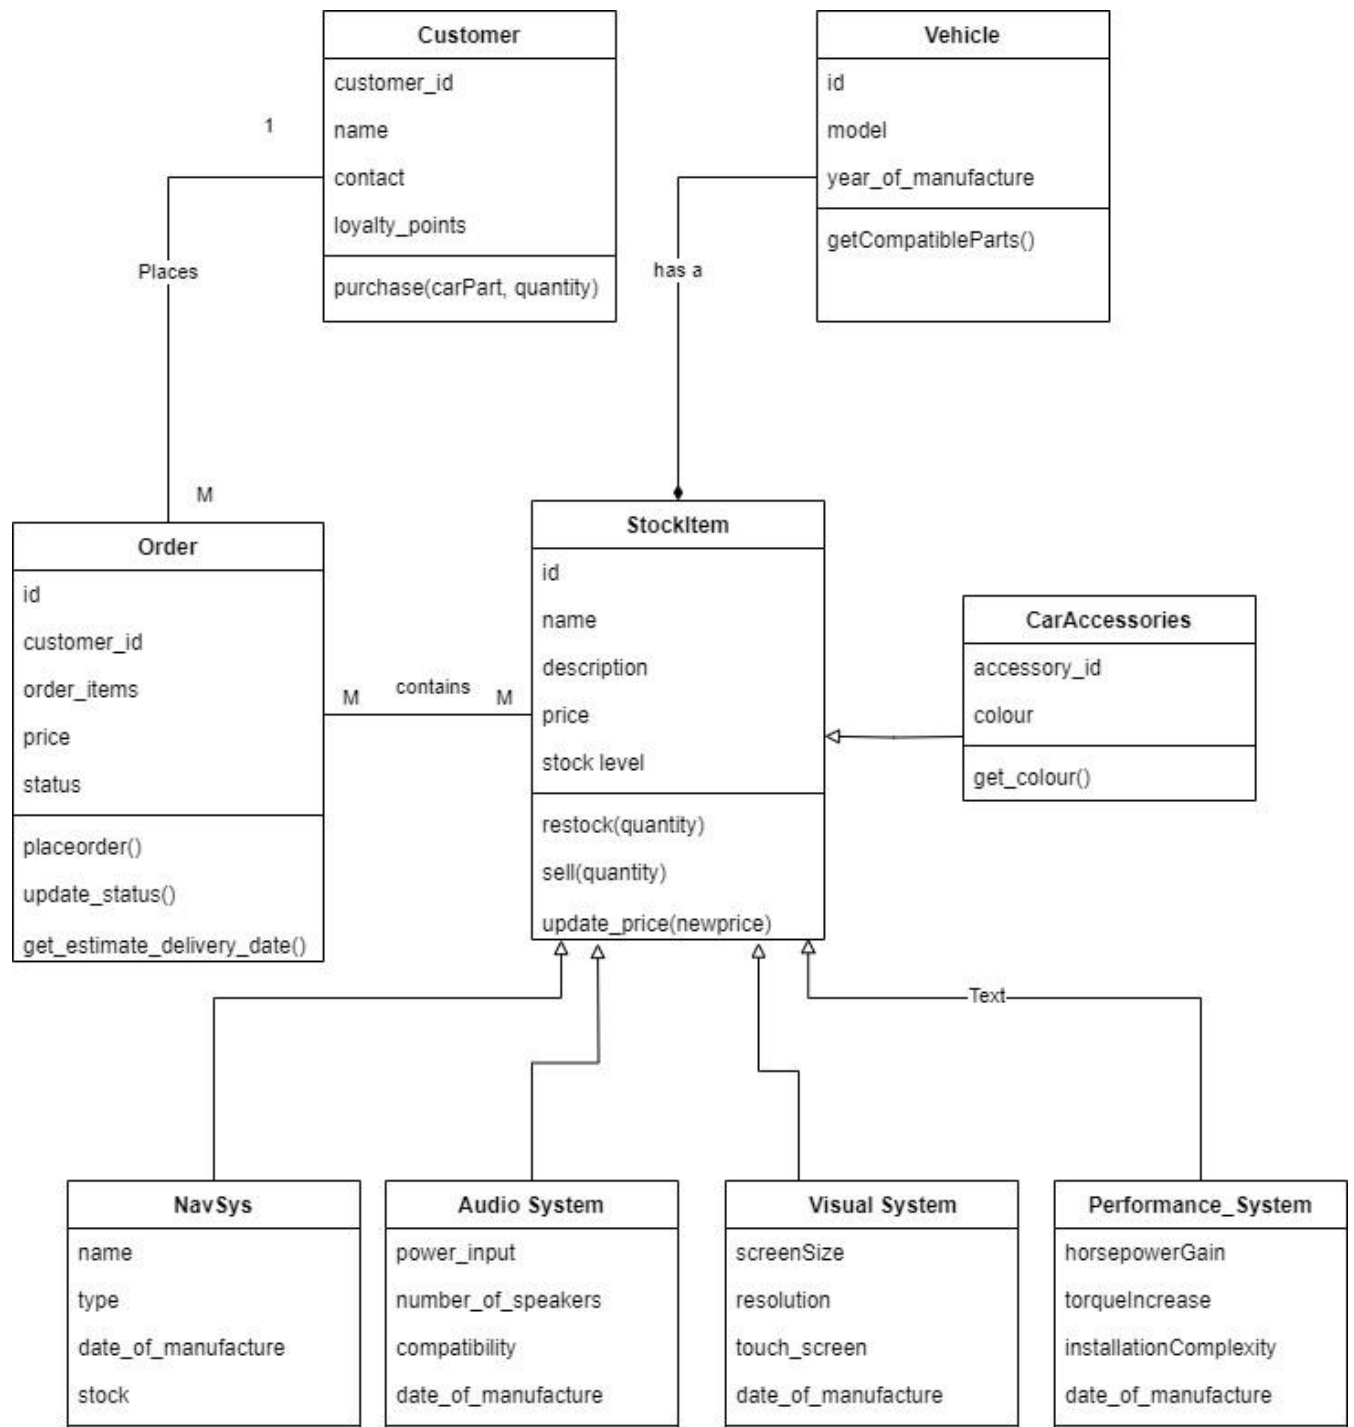 Customer
customer_id
name
contact
loyalty_points
purchase(carPart, quantity)
Vehicle
id
model
year_of_manufacture
getCompatibleParts()
1
Places
M
has a
Order
id
customer_id
order_items
price
status
placeorder()
update_status()
get_estimate_delivery_date()
M
contains
M
StockItem
id
name
description
price
stock level
restock(quantity)
sell(quantity)
update_price(newprice)
CarAccessories
accessory_id
colour
get_colour()
Text
NavSys
name
type
date_of_manufacture
stock
Audio System
power_input
number_of_speakers
compatibility
date_of_manufacture
Visual System
screenSize
resolution
touch_screen
date_of_manufacture
Performance_System
horsepowerGain
torqueIncrease
installationComplexity
date_of_manufacture